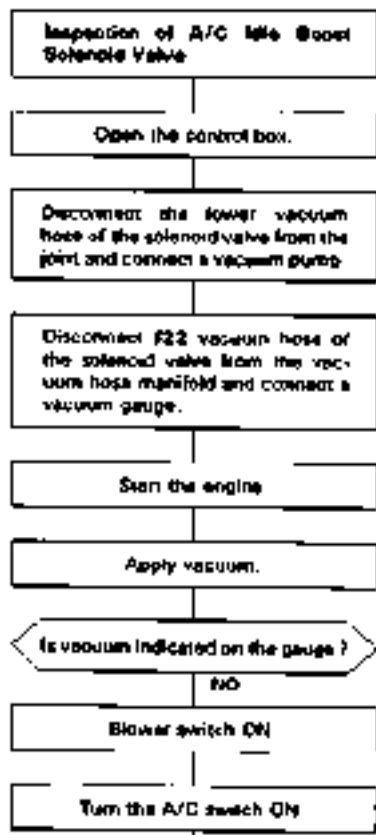 Inspection of A/C Idle Boost
Solenoid Valve
Open the control box.
Disconnect the lower vacuum
hose of the solenoid valve from the
joint and connect a vacuum pump
Disconnect #22 vacuum hose of
the solenoid valve from the vac-
uum hose manifold and connect a
vacuum gauge.
Start the engine
Apply vacuum.
Is vacuum indicated on the gauge ?
NO
Blower switch ON
Turn the A/C switch ON